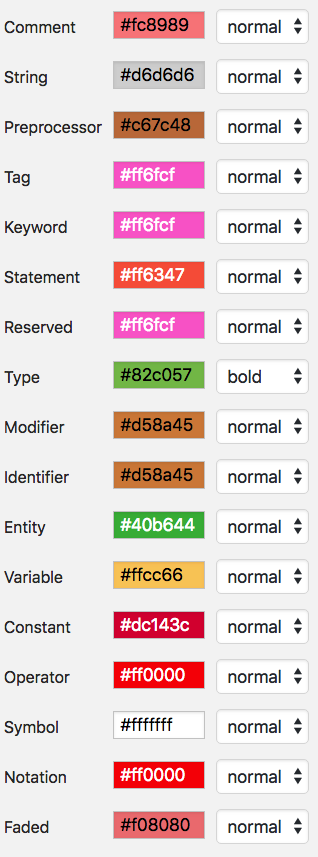 Comment #fc8989 normal
String #d6d6d6 normal
Preprocessor #c67c48 normal
Tag #ff6fcf normal
Keyword #ff6fcf normal
Statement #ff6347 normal
Reserved #ff6fcf normal
Type #82c057 bold
Modifier #d58a45 normal
Identifier #d58a45 normal
Entity #40b644 normal
Variable #ffcc66 normal
Constant #dc143c normal
Operator #ff0000 normal
Symbol #fffffff normal
Notation #ff0000 normal
Faded #f08080 normal